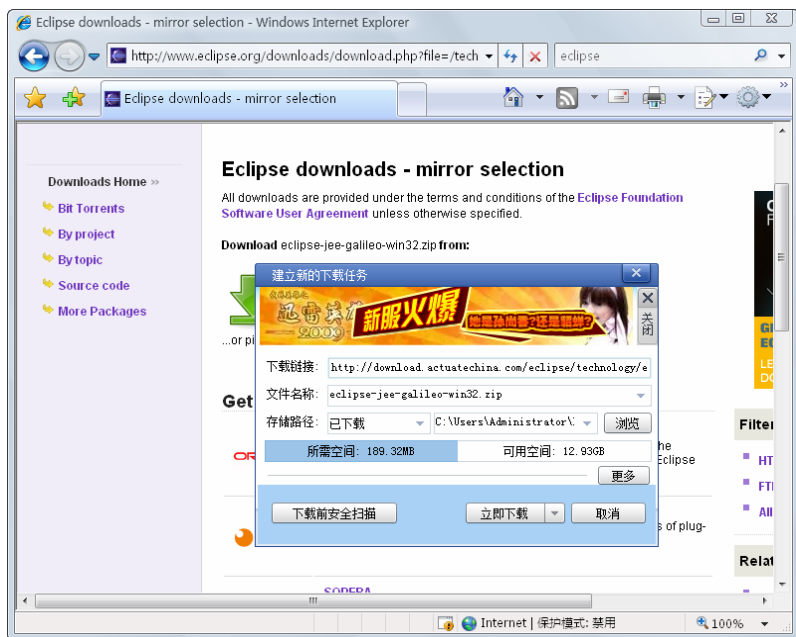 Eclipse downloads - mirror selection - Windows Internet Explorer
http://www.eclipse.org/downloads/download.php?file=/tech
eclipse
Eclipse downloads - mirror selection
Downloads Home »
Bit Torrents
By project
By topic
Source code
More Packages
Eclipse downloads - mirror selection
All downloads are provided under the terms and conditions of the Eclipse Foundation
Software User Agreement unless otherwise specified.
Download eclipse-jee-galileo-win32.zip from:
...or pi
Get
建立新的下载任务
2009
新服火爆
关闭
下载链接: http://download.actuatechina.com/eclipse/technology/e
文件名称: eclipse-jee-galileo-win32.zip
存储路径: 已下载 C:\Users\Administrator\ 浏览
所需空间: 189.32MB 可用空间: 12.93GB
更多
下载前安全扫描 立即下载 取消
he
Eclipse
s of plug-
SOPERA
Filte
HT
FT
All
Relat
Internet | 保护模式: 禁用
100%